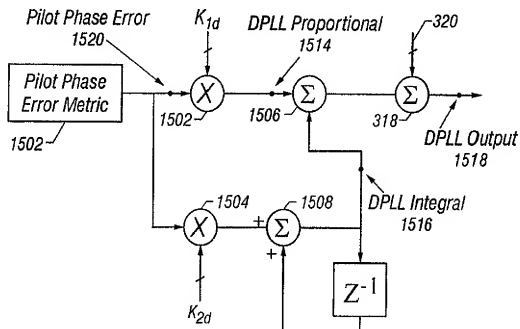 Pilot Phase Error
1520
K1d
DPLL Proportional
1514
320
Pilot Phase
Error Metric
1502
X
1502
Σ
1506
Σ
318
DPLL Output
1518
1504
X
+
1508
Σ
+
DPLL Integral
1516
K2d
Z-1